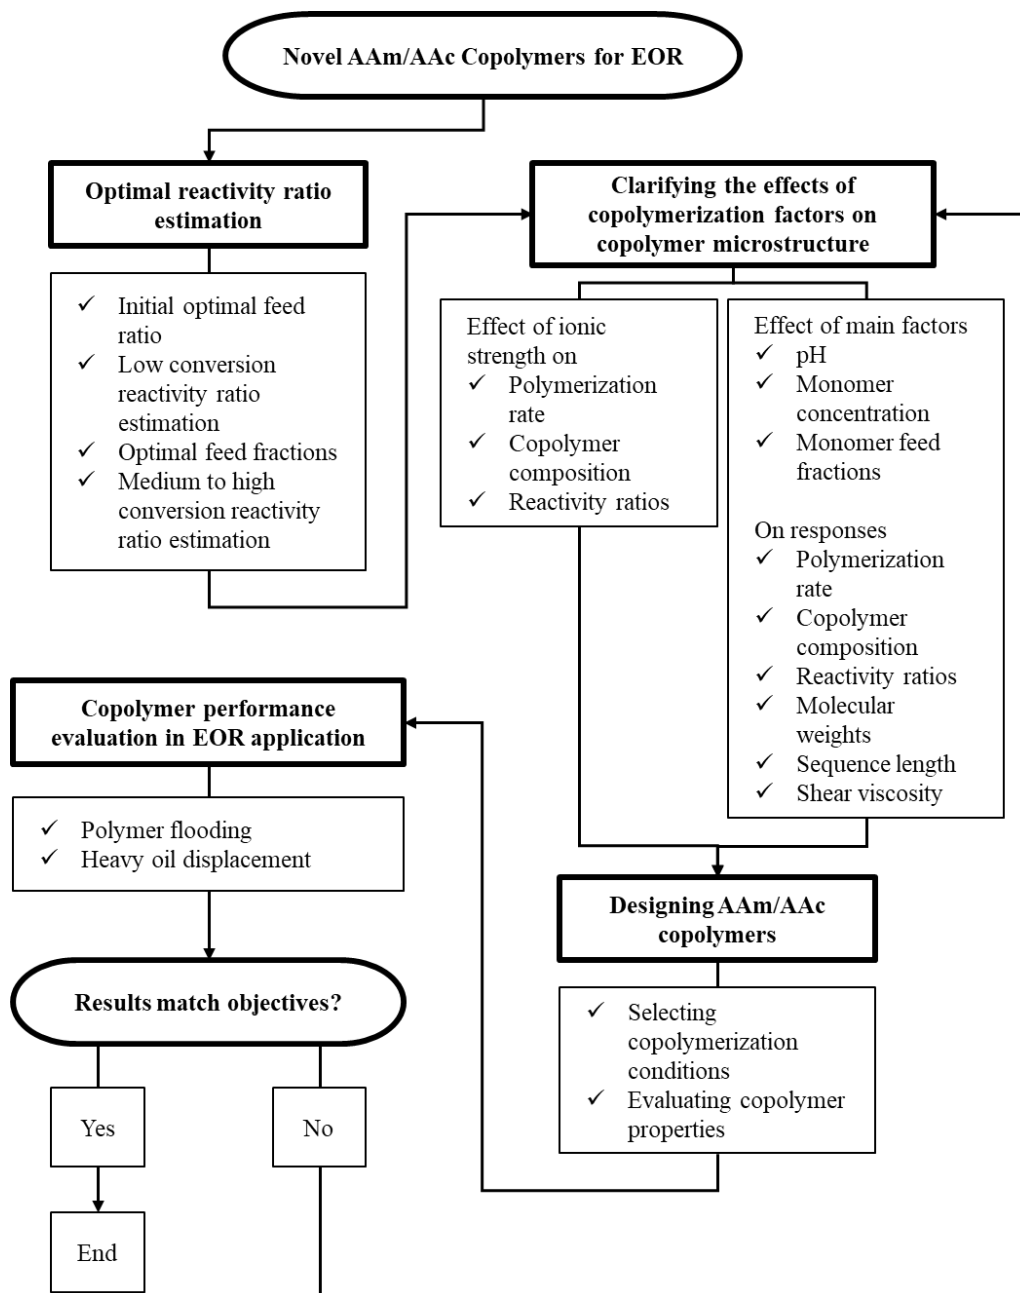 Novel AAm/AAc Copolymers for EOR
Optimal reactivity ratio
estimation
✓ Initial optimal feed
ratio
✓ Low conversion
reactivity ratio
estimation
✓ Optimal feed fractions
✓ Medium to high
conversion reactivity
ratio estimation
Clarifying the effects of
copolymerization factors on
copolymer microstructure
Effect of ionic
strength on
✓ Polymerization
rate
✓ Copolymer
composition
✓ Reactivity ratios
Effect of main factors
✓ pH
✓ Monomer
concentration
✓ Monomer feed
fractions
On responses
✓ Polymerization
rate
✓ Copolymer
composition
✓ Reactivity ratios
✓ Molecular
weights
✓ Sequence length
✓ Shear viscosity
Designing AAm/AAc
copolymers
✓ Selecting
copolymerization
conditions
✓ Evaluating copolymer
properties
Copolymer performance
evaluation in EOR application
✓ Polymer flooding
✓ Heavy oil displacement
Results match objectives?
Yes
No
End